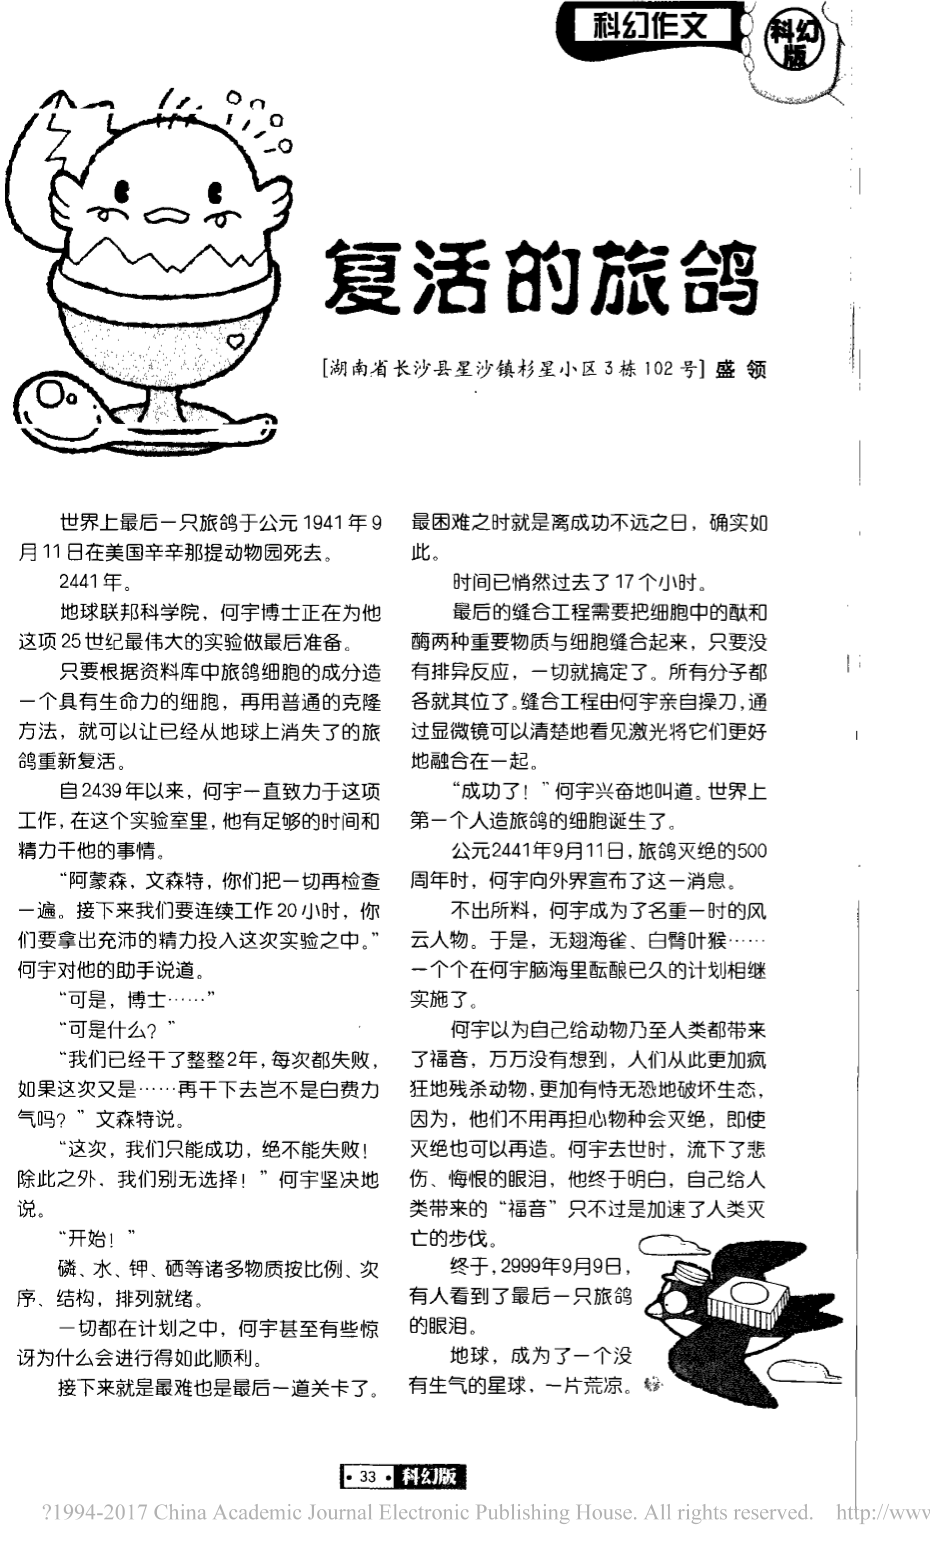 科幻作文
科幻
版
复活的旅鸽
[湖南省长沙县星沙镇杉星小区3栋102号] 盛 领
世界上最后一只旅鸽于公元1941年9
月11日在美国辛辛那提动物园死去。
2441年。
地球联邦科学院，何宇博士正在为他
这项25世纪最伟大的实验做最后准备。
只要根据资料库中旅鸽细胞的成分造
一个具有生命力的细胞，再用普通的克隆
方法，就可以让已经从地球上消失了的旅
鸽重新复活。
自2439年以来，何宇一直致力于这项
工作，在这个实验室里，他有足够的时间和
精力干他的事情。
“阿蒙森，文森特，你们把一切再检查
一遍。接下来我们要连续工作20小时，你
们要拿出充沛的精力投入这次实验之中。”
何宇对他的助手说道。
“可是，博士……”
“可是什么？”
“我们已经干了整整2年，每次都失败，
如果这次又是……再干下去岂不是白费力
气吗？”文森特说。
“这次，我们只能成功，绝不能失败！
除此之外，我们别无选择！”何宇坚决地
说。
“开始！”
磷、水、钾、硒等诸多物质按比例、次
序、结构，排列就绪。
一切都在计划之中，何宇甚至有些惊
讶为什么会进行得如此顺利。
接下来就是最难也是最后一道关卡了。
最困难之时就是离成功不远之日，确实如
此。
时间已悄然过去了17个小时。
最后的缝合工程需要把细胞中的酞和
酶两种重要物质与细胞缝合起来，只要没
有排异反应，一切就搞定了。所有分子都
各就其位了。缝合工程由何宇亲自操刀，通
过显微镜可以清楚地看见激光将它们更好
地融合在一起。
“成功了！”何宇兴奋地叫道。世界上
第一个人造旅鸽的细胞诞生了。
公元2441年9月11日，旅鸽灭绝的500
周年时，何宇向外界宣布了这一消息。
不出所料，何宇成为了名重一时的风
云人物。于是，无翅海雀、白臀叶猴……
一个个在何宇脑海里酝酿已久的计划相继
实施了。
何宇以为自己给动物乃至人类都带来
了福音，万万没有想到，人们从此更加疯
狂地残杀动物，更加有恃无恐地破坏生态，
因为，他们不用再担心物种会灭绝，即使
灭绝也可以再造。何宇去世时，流下了悲
伤、悔恨的眼泪，他终于明白，自己给人
类带来的“福音”只不过是加速了人类灭
亡的步伐。
终于，2999年9月9日，
有人看到了最后一只旅鸽
的眼泪。
地球，成为了一个没
有生气的星球，一片荒凉。
·33·科幻版
?1994-2017 China Academic Journal Electronic Publishing House. All rights reserved. http://www